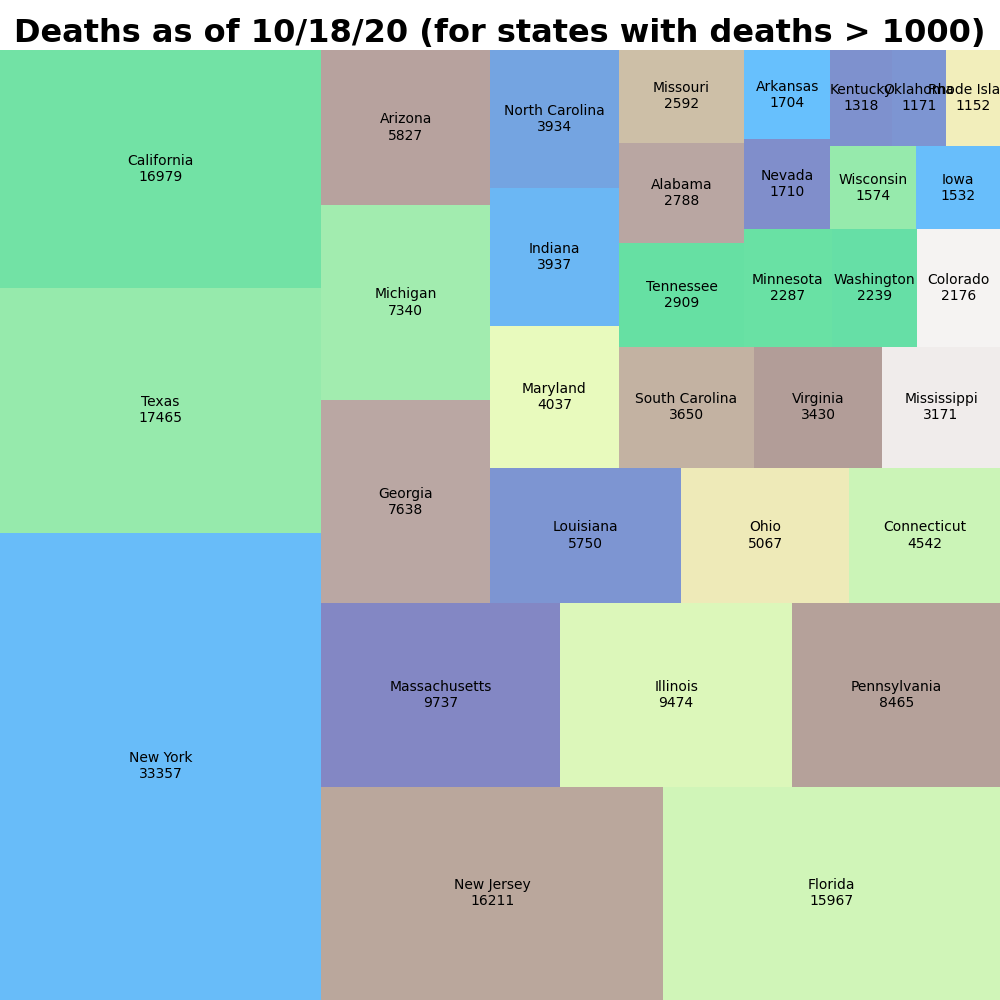 Deaths as of 10/18/20 (for states with deaths > 1000)
California
16979
Texas
17465
New York
33357
Arizona
5827
Michigan
7340
Georgia
7638
North Carolina
3934
Indiana
3937
Maryland
4037
Missouri
2592
Alabama
2788
Tennessee
2909
Arkansas
1704
Nevada
1710
Minnesota
2287
Kentucky
1318
Oklahoma
1171
Rhode Isla
1152
Wisconsin
1574
Iowa
1532
Washington
2239
Colorado
2176
South Carolina
3650
Virginia
3430
Mississippi
3171
Louisiana
5750
Ohio
5067
Connecticut
4542
Massachusetts
9737
Illinois
9474
Pennsylvania
8465
New Jersey
16211
Florida
15967